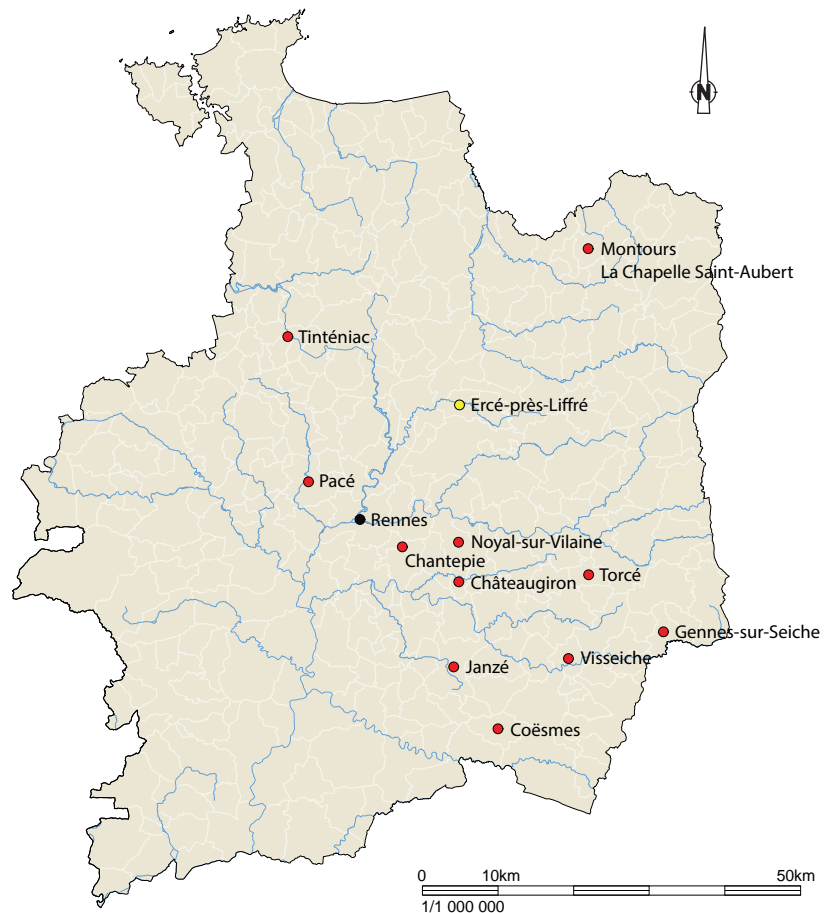 N
Montours
La Chapelle Saint-Aubert
Tinténiac
Ercé-près-Liffré
Pacé
Rennes
Noyal-sur-Vilaine
Chantepie
Châteaugiron
Torcé
Gennes-sur-Seiche
Visseiche
Janzé
Coësmes
0 10km 50km
1/1 000 000